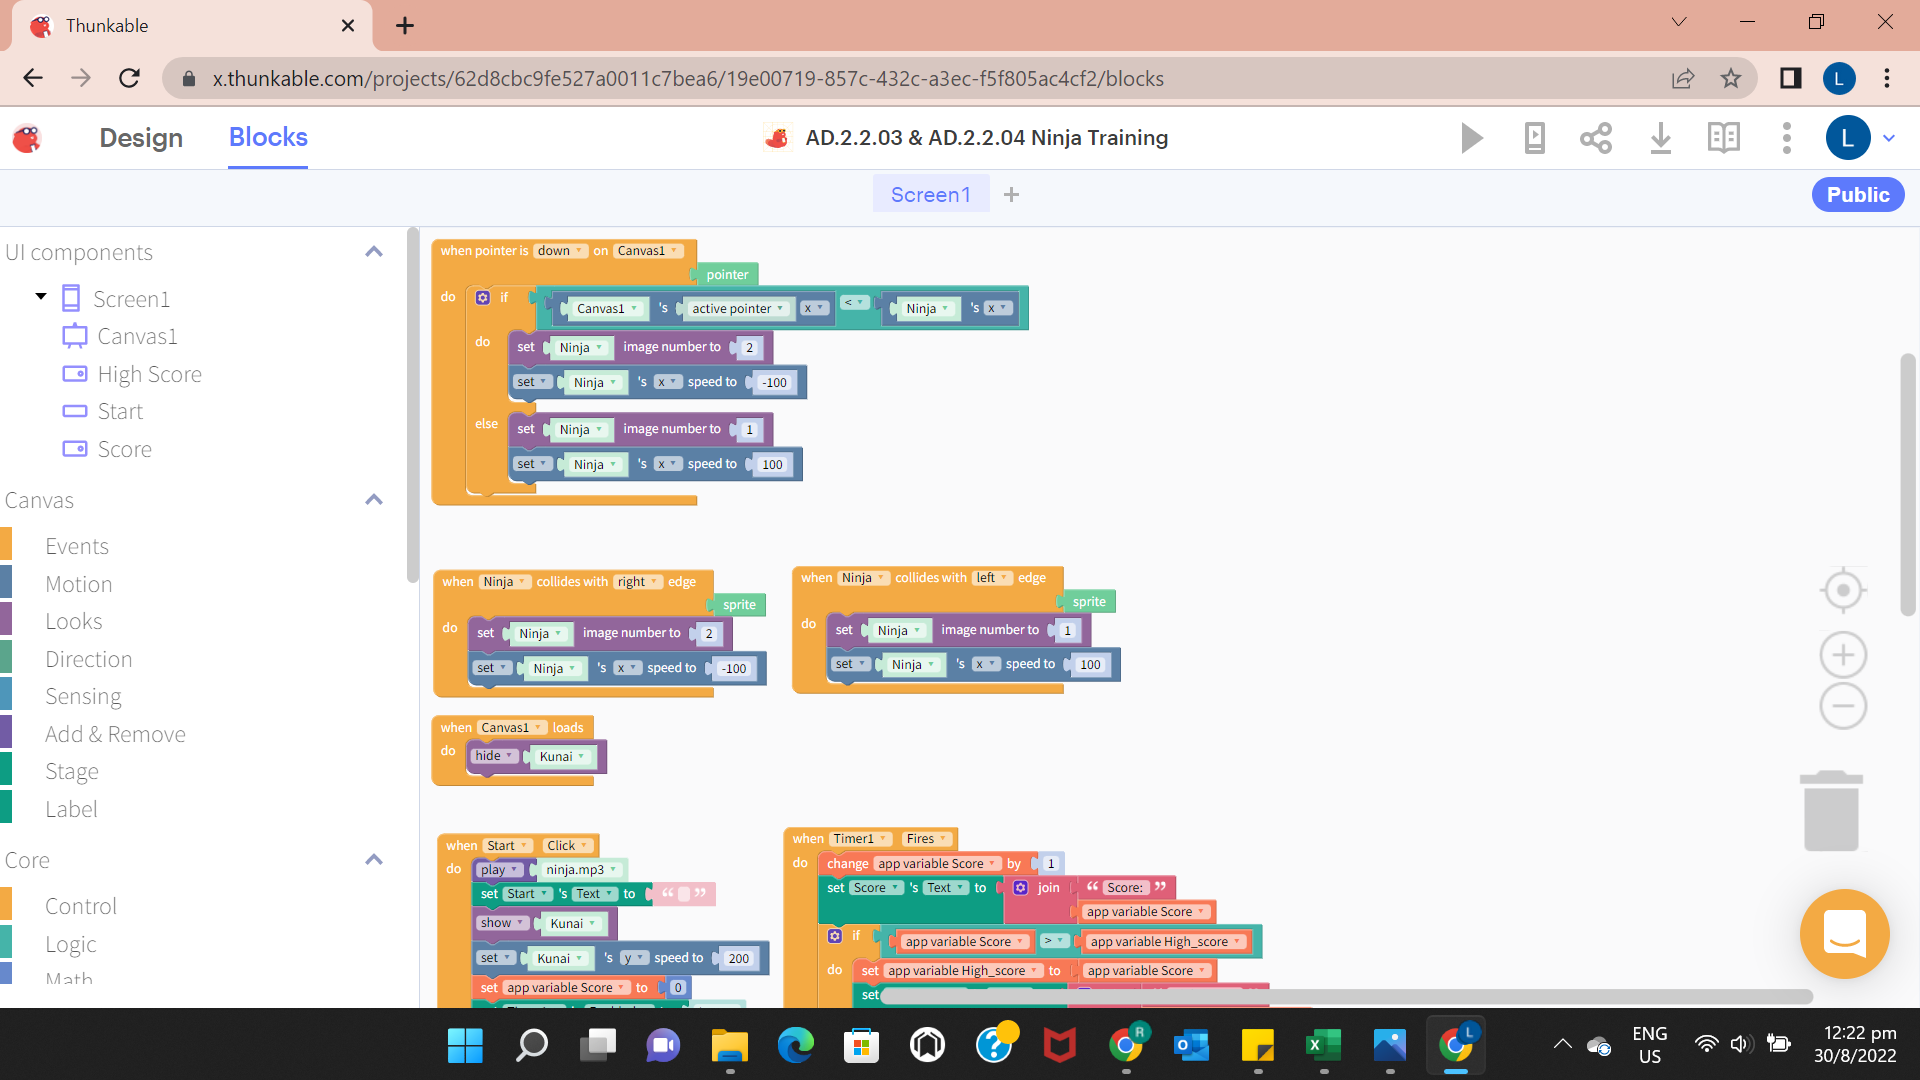 Thunkable
x.thunkable.com/projects/62d8cbc9fe527a0011c7bea6/19e00719-857c-432c-a3ec-f5f805ac4cf2/blocks
L
Design
Blocks
AD.2.2.03 & AD.2.2.04 Ninja Training
L
Screen1
Public
UI components
Screen1
Canvas1
High Score
Start
Score
Canvas
Events
Motion
Looks
Direction
Sensing
Add & Remove
Stage
Label
Core
Control
Logic
Math
when pointer is down on Canvas1
pointer
do if Canvas1 's active pointer x < Ninja 's x
do set Ninja image number to 2
set Ninja 's x speed to -100
else set Ninja image number to 1
set Ninja 's x speed to 100
when Ninja collides with right edge
sprite
do set Ninja image number to 2
set Ninja 's x speed to -100
when Ninja collides with left edge
sprite
do set Ninja image number to 1
set Ninja 's x speed to 100
when Canvas1 loads
do hide Kunai
when Start Click
do play ninja.mp3
set Start 's Text to “ ”
show Kunai
set Kunai 's y speed to 200
set app variable Score to 0
when Timer1 Fires
do change app variable Score by 1
set Score 's Text to join “ Score: ”
app variable Score
if app variable Score > app variable High_score
do set app variable High_score to app variable Score
set
R
L
ENG
US
12:22 pm
30/8/2022